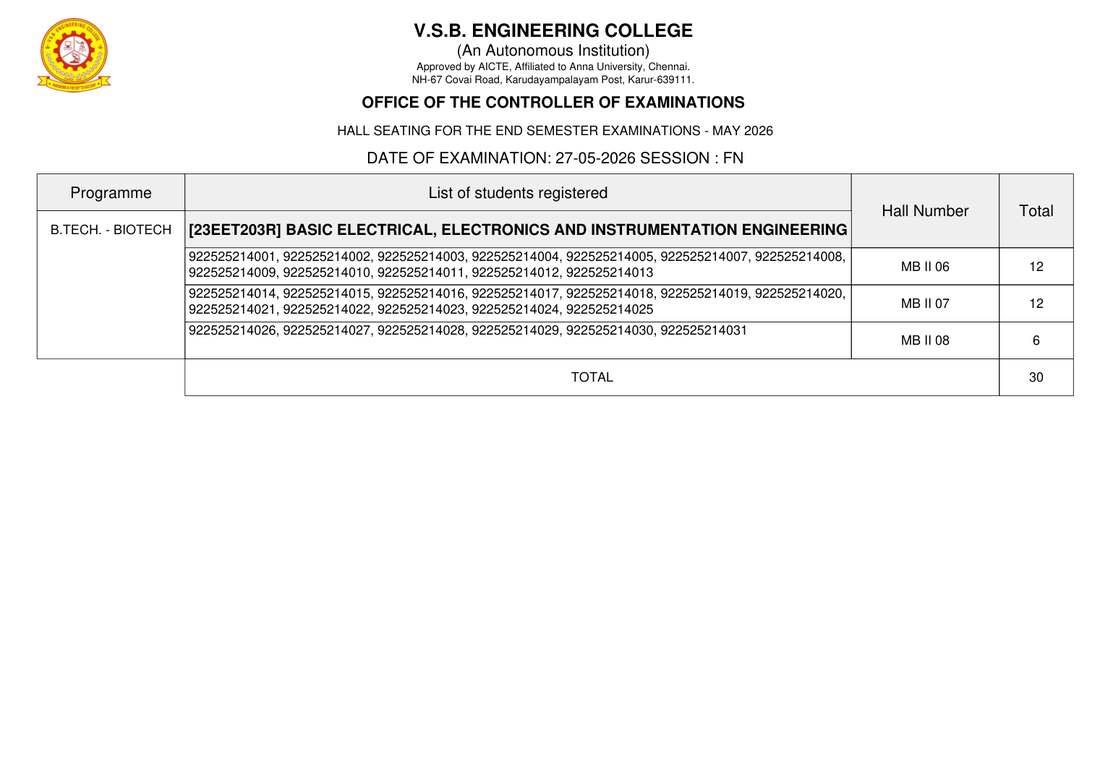 V.S.B. ENGINEERING COLLEGE
(An Autonomous Institution)
Approved by AICTE, Affiliated to Anna University, Chennai.
NH-67 Covai Road, Karudayampalayam Post, Karur-639111.
OFFICE OF THE CONTROLLER OF EXAMINATIONS
HALL SEATING FOR THE END SEMESTER EXAMINATIONS - MAY 2026
DATE OF EXAMINATION: 27-05-2026 SESSION : FN
Programme
List of students registered
Hall Number
Total
B.TECH. - BIOTECH
[23EET203R] BASIC ELECTRICAL, ELECTRONICS AND INSTRUMENTATION ENGINEERING
922525214001, 922525214002, 922525214003, 922525214004, 922525214005, 922525214007, 922525214008,
922525214009, 922525214010, 922525214011, 922525214012, 922525214013
MB II 06
12
922525214014, 922525214015, 922525214016, 922525214017, 922525214018, 922525214019, 922525214020,
922525214021, 922525214022, 922525214023, 922525214024, 922525214025
MB II 07
12
922525214026, 922525214027, 922525214028, 922525214029, 922525214030, 922525214031
MB II 08
6
TOTAL
30